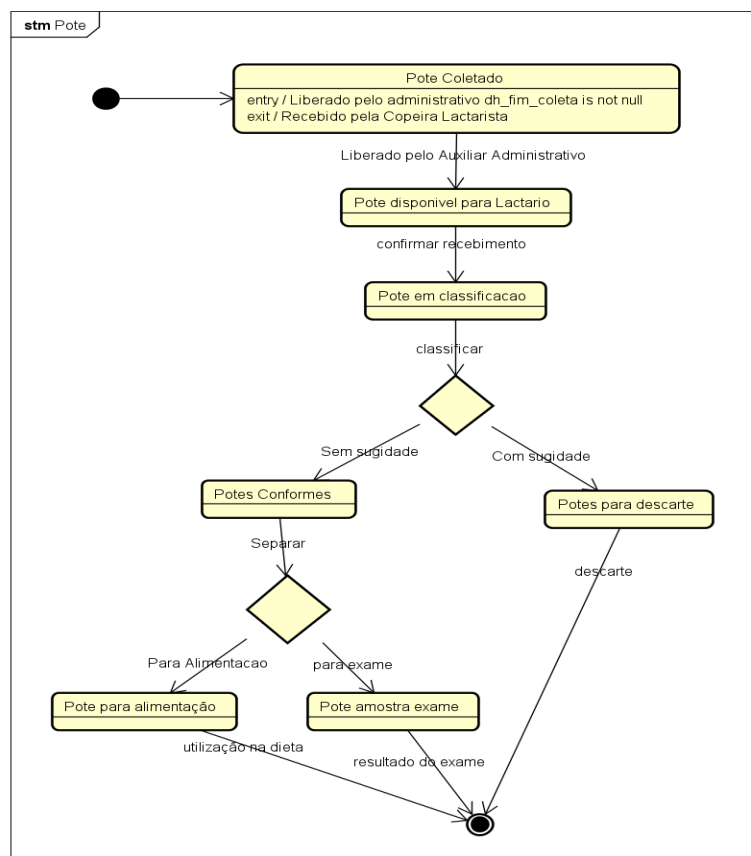 stm Pote
Pote Coletado
entry / Liberado pelo administrativo dh_fim_coleta is not null
exit / Recebido pela Copeira Lactarista
Liberado pelo Auxiliar Administrativo
Pote disponivel para Lactario
confirmar recebimento
Pote em classificacao
classificar
Sem sugidade
Com sugidade
Potes Conformes
Potes para descarte
Separar
descarte
Para Alimentacao
para exame
Pote para alimentação
Pote amostra exame
utilização na dieta
resultado do exame